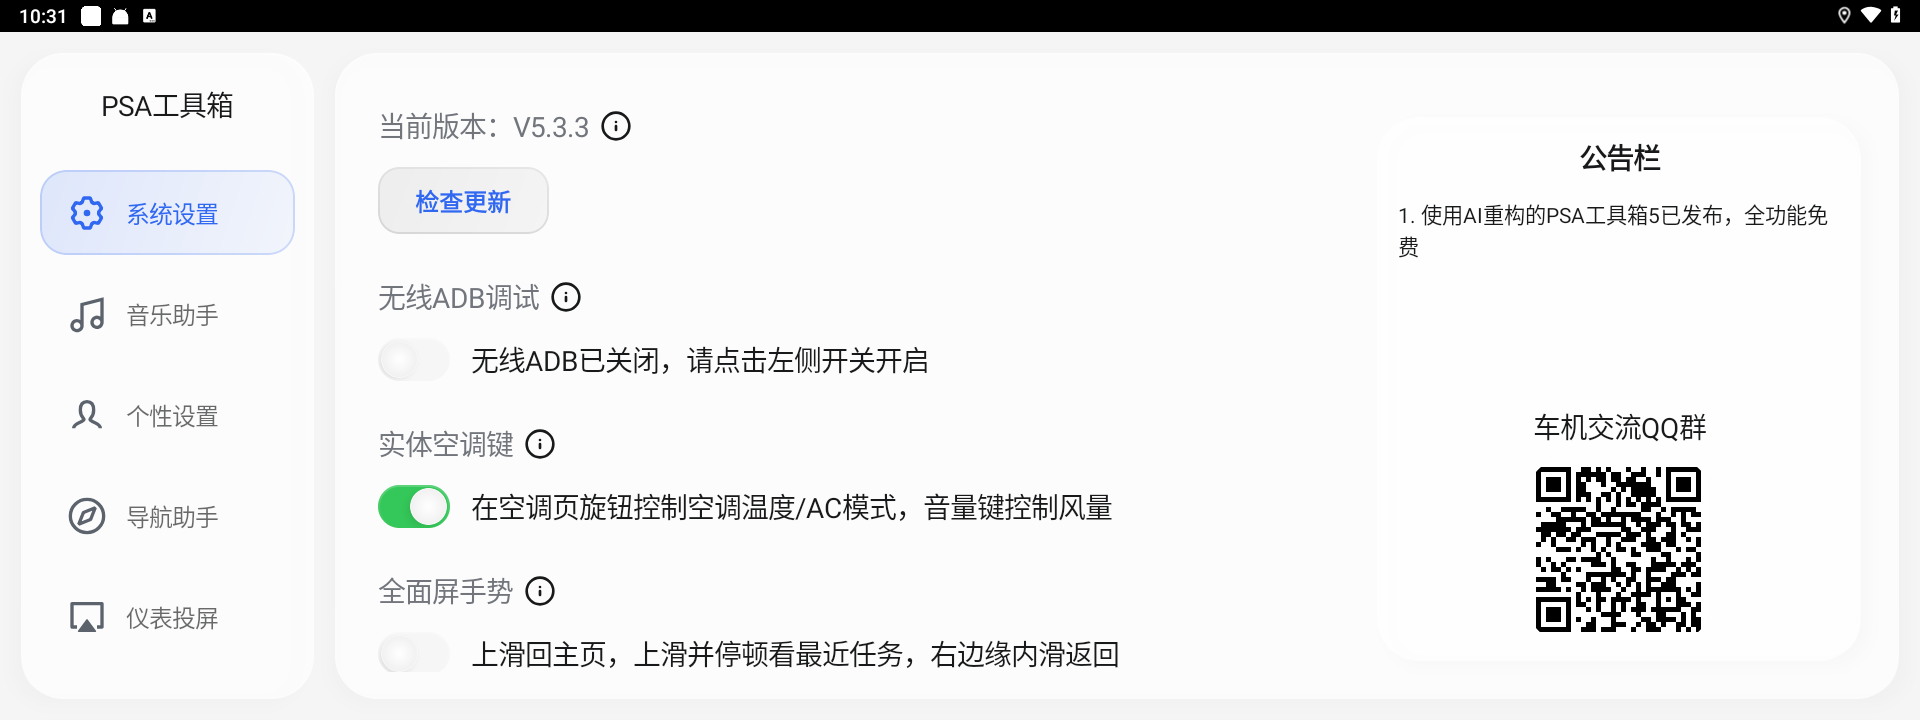 10:31
PSA工具箱
系统设置
音乐助手
个性设置
导航助手
仪表投屏
当前版本：V5.3.3
检查更新
无线ADB调试
无线ADB已关闭，请点击左侧开关开启
实体空调键
在空调页旋钮控制空调温度/AC模式，音量键控制风量
全面屏手势
上滑回主页，上滑并停顿看最近任务，右边缘内滑返回
公告栏
1. 使用AI重构的PSA工具箱5已发布，全功能免
费
车机交流QQ群